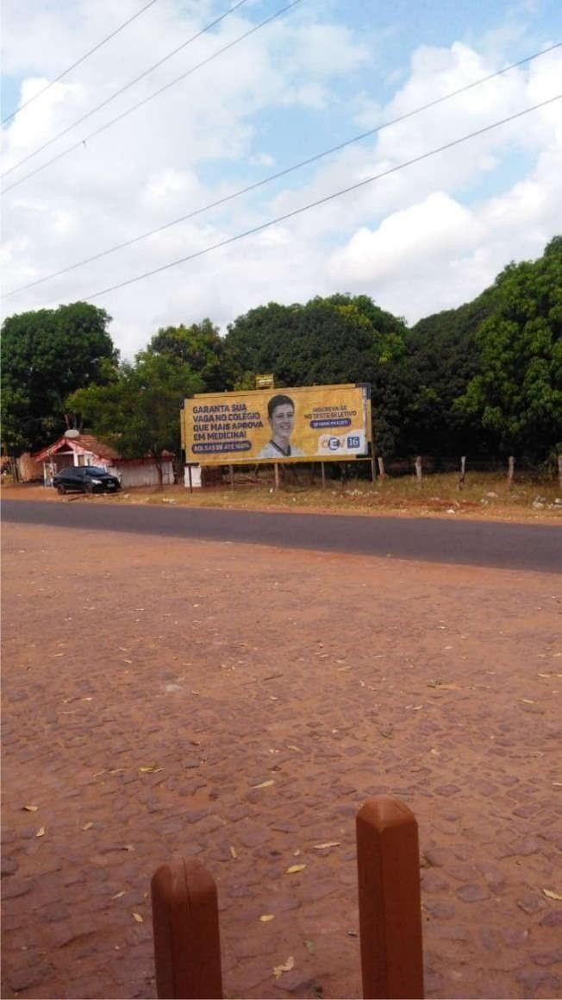 GARANTA SUA
VAGA NO COLÉGIO
QUE MAIS APROVA
EM MEDICINA!
BOLSAS DE ATÉ 100%
INSCREVA-SE
NO TESTE SELETIVO
CEV
16